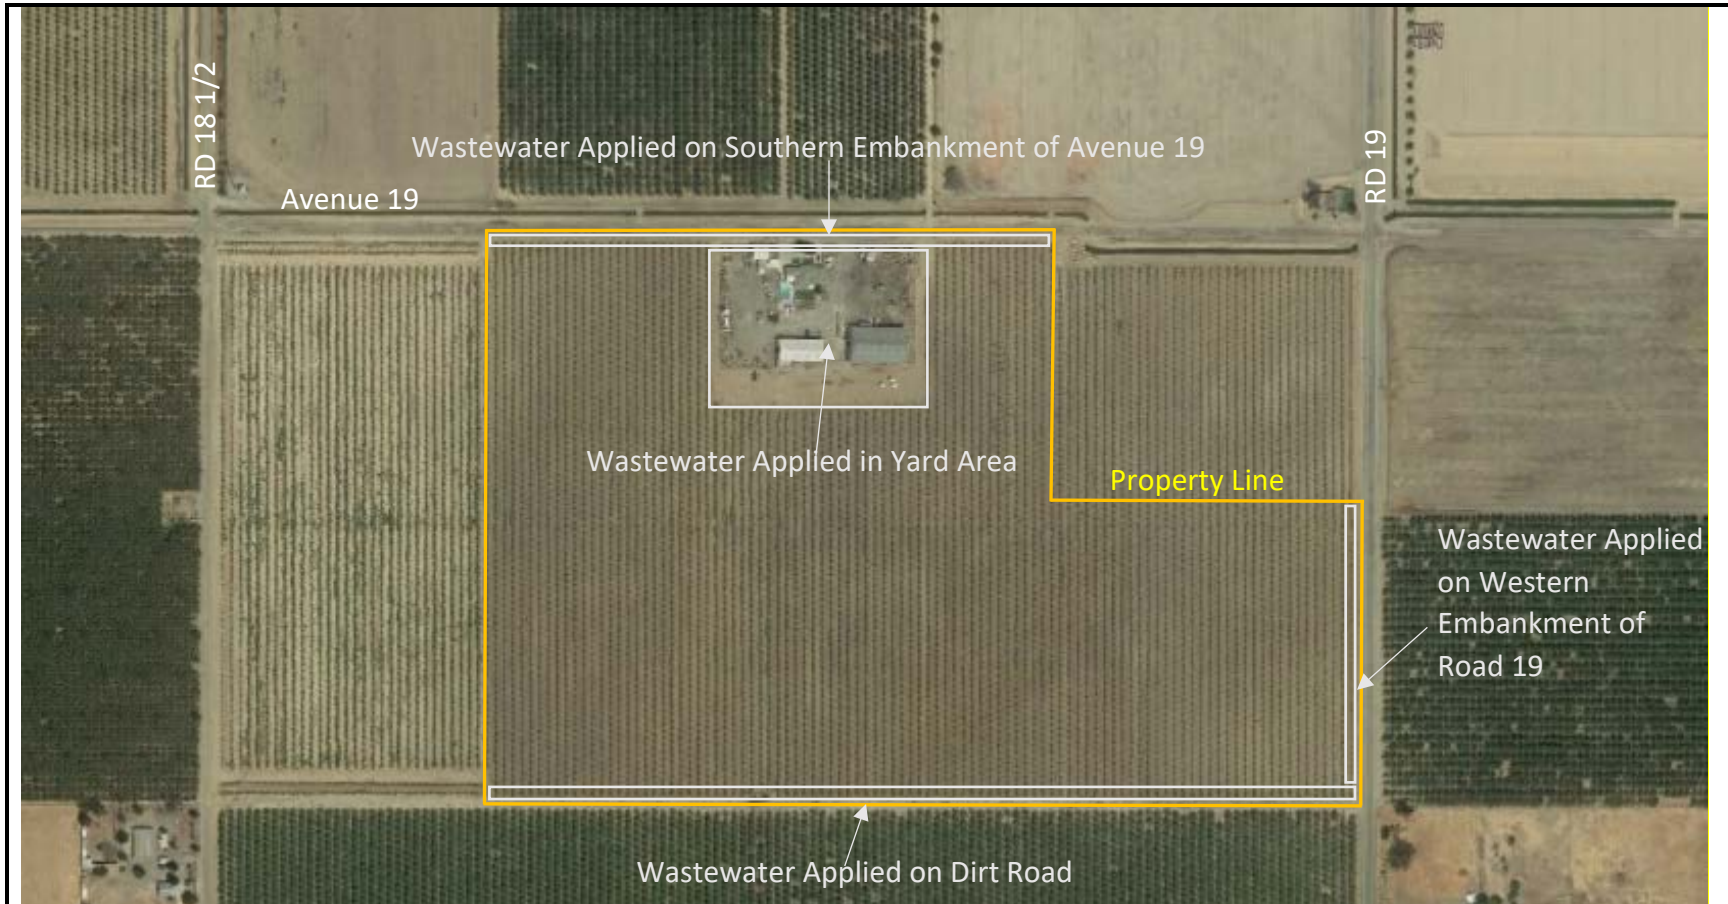 RD 18 1/2
Wastewater Applied on Southern Embankment of Avenue 19
RD 19
Avenue 19
Wastewater Applied in Yard Area
Property Line
Wastewater Applied
on Western
Embankment of
Road 19
Wastewater Applied on Dirt Road